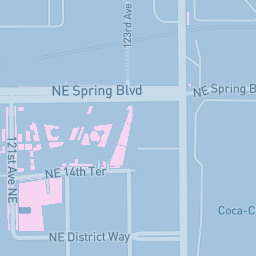 123rd Ave
NE Spring Blvd
NE Spring B
121st Ave NE
NE 14th Ter
Coca-C
NE District Way